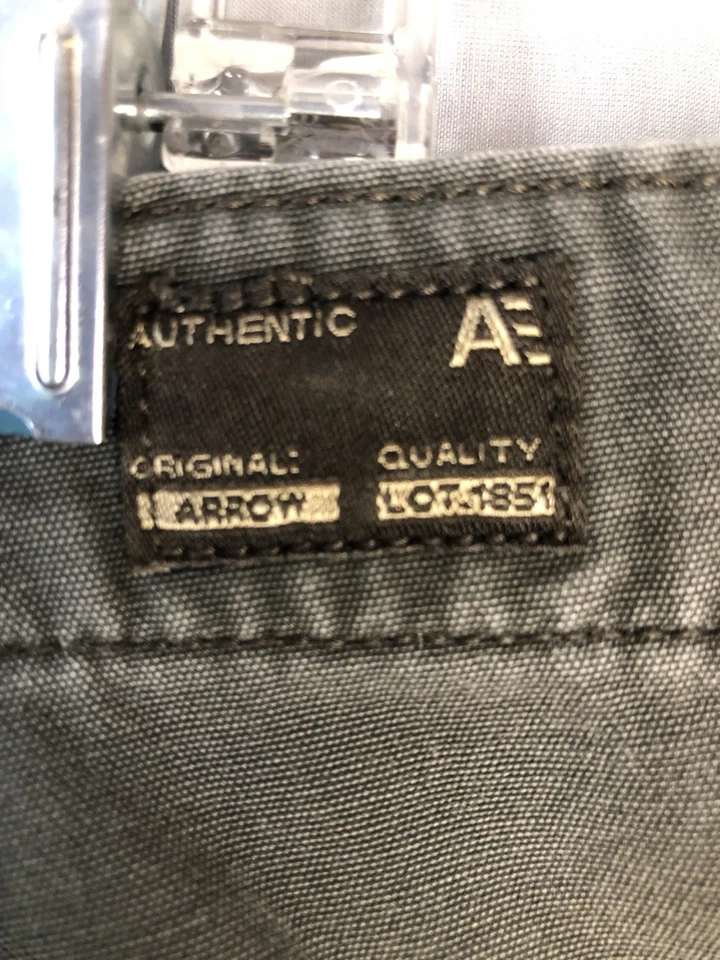 AUTHENTIC AE
ORIGINAL: QUALITY
ARROW LOT.1851